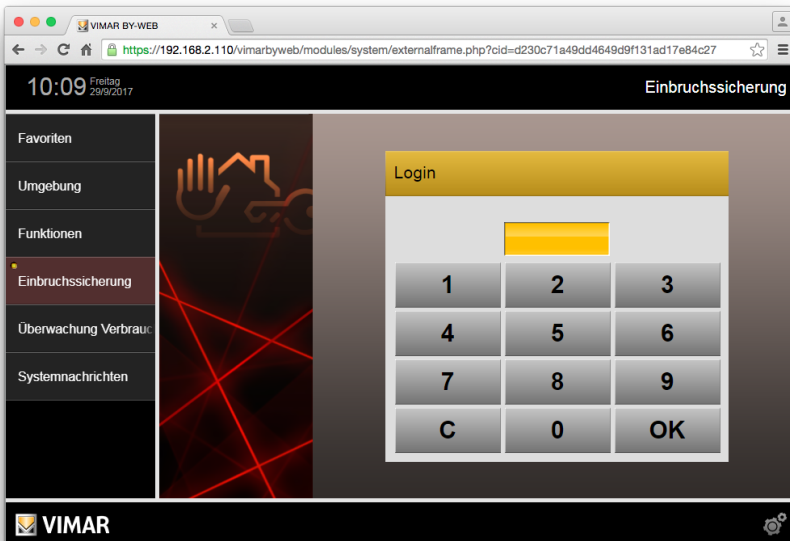 VIMAR BY-WEB
https://192.168.2.110/vimarbyweb/modules/system/externalframe.php?cid=d230c71a49dd4649d9f131ad17e84c27
10:09 Freitag
29/9/2017
Einbruchssicherung
Favoriten
Umgebung
Funktionen
Einbruchssicherung
Überwachung Verbrauc
Systemnachrichten
Login
1 2 3
4 5 6
7 8 9
C 0 OK
VIMAR